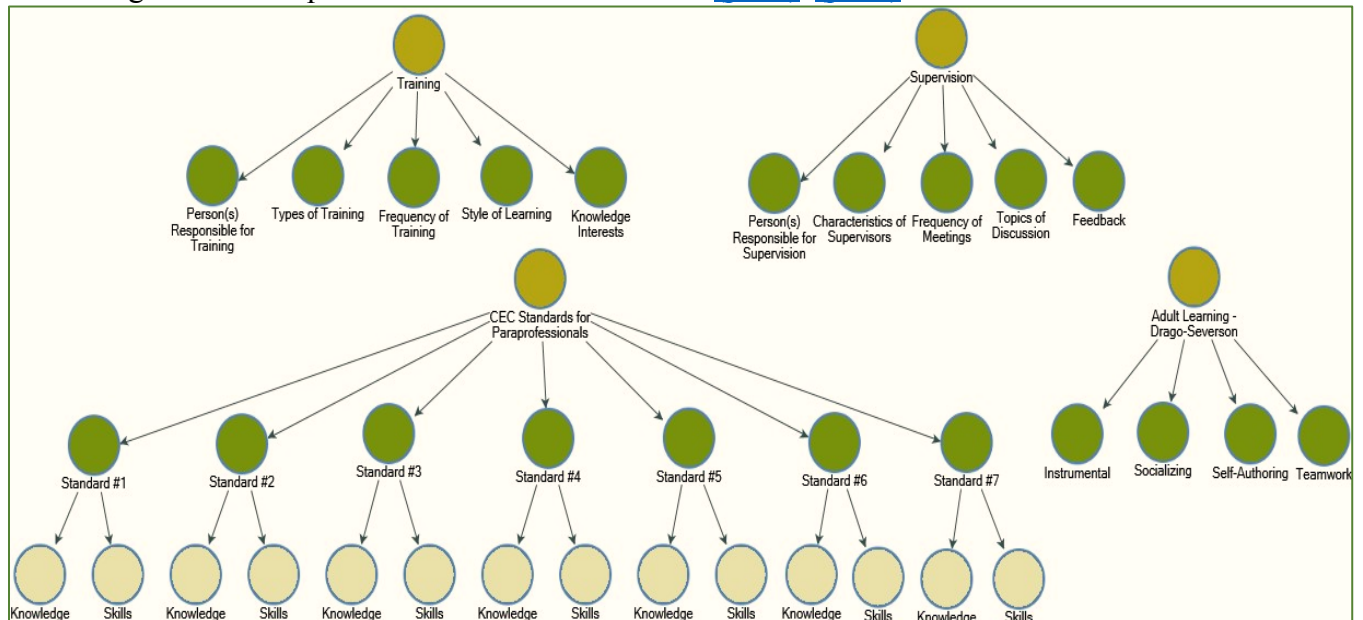 Training
Supervision
Person(s)
Responsible for
Training
Types of Training
Frequency of
Training
Style of Learning
Knowledge
Interests
Person(s)
Responsible for
Supervision
Characteristics of
Supervisors
Frequency of
Meetings
Topics of
Discussion
Feedback
CEC Standards for
Paraprofessionals
Adult Learning -
Drago-Severson
Standard #1
Standard #2
Standard #3
Standard #4
Standard #5
Standard #6
Standard #7
Instrumental
Socializing
Self-Authoring
Teamwork
Knowledge
Skills
Knowledge
Skills
Knowledge
Skills
Knowledge
Skills
Knowledge
Skills
Knowledge
Skills
Knowledge
Skills